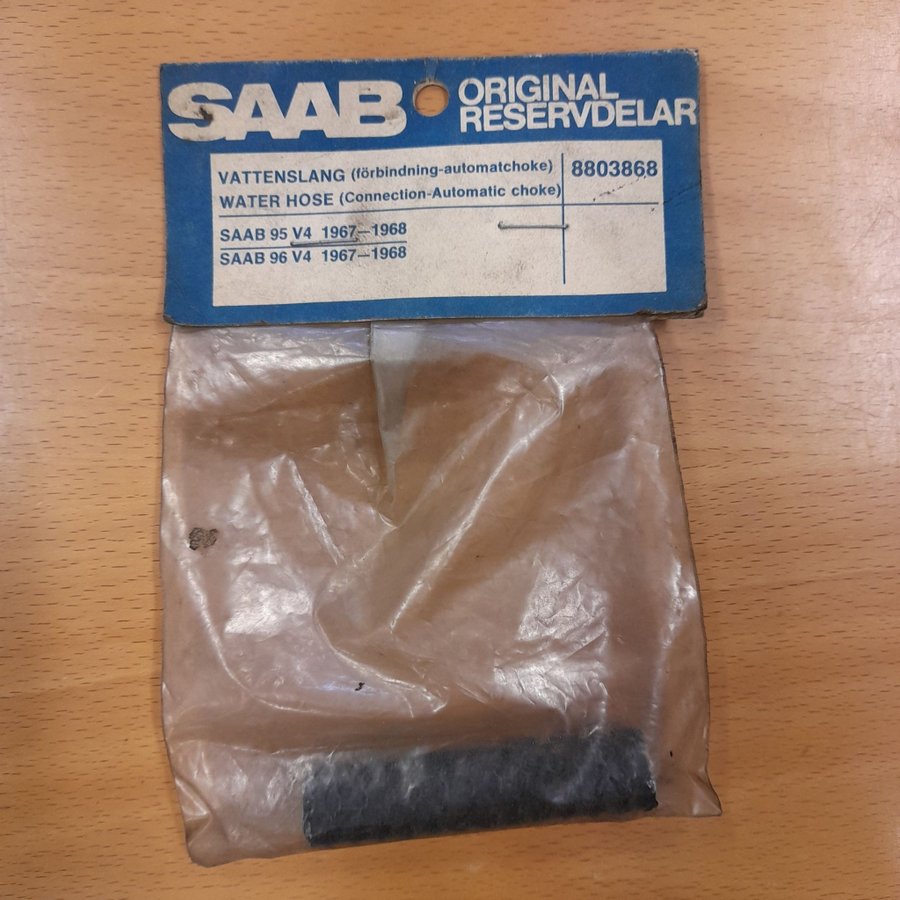 SAAB
ORIGINAL
RESERVDELAR
VATTENSLANG (förbindning-automatchoke)
WATER HOSE (Connection-Automatic choke)
8803868
SAAB 95 V4 1967–1968
SAAB 96 V4 1967–1968